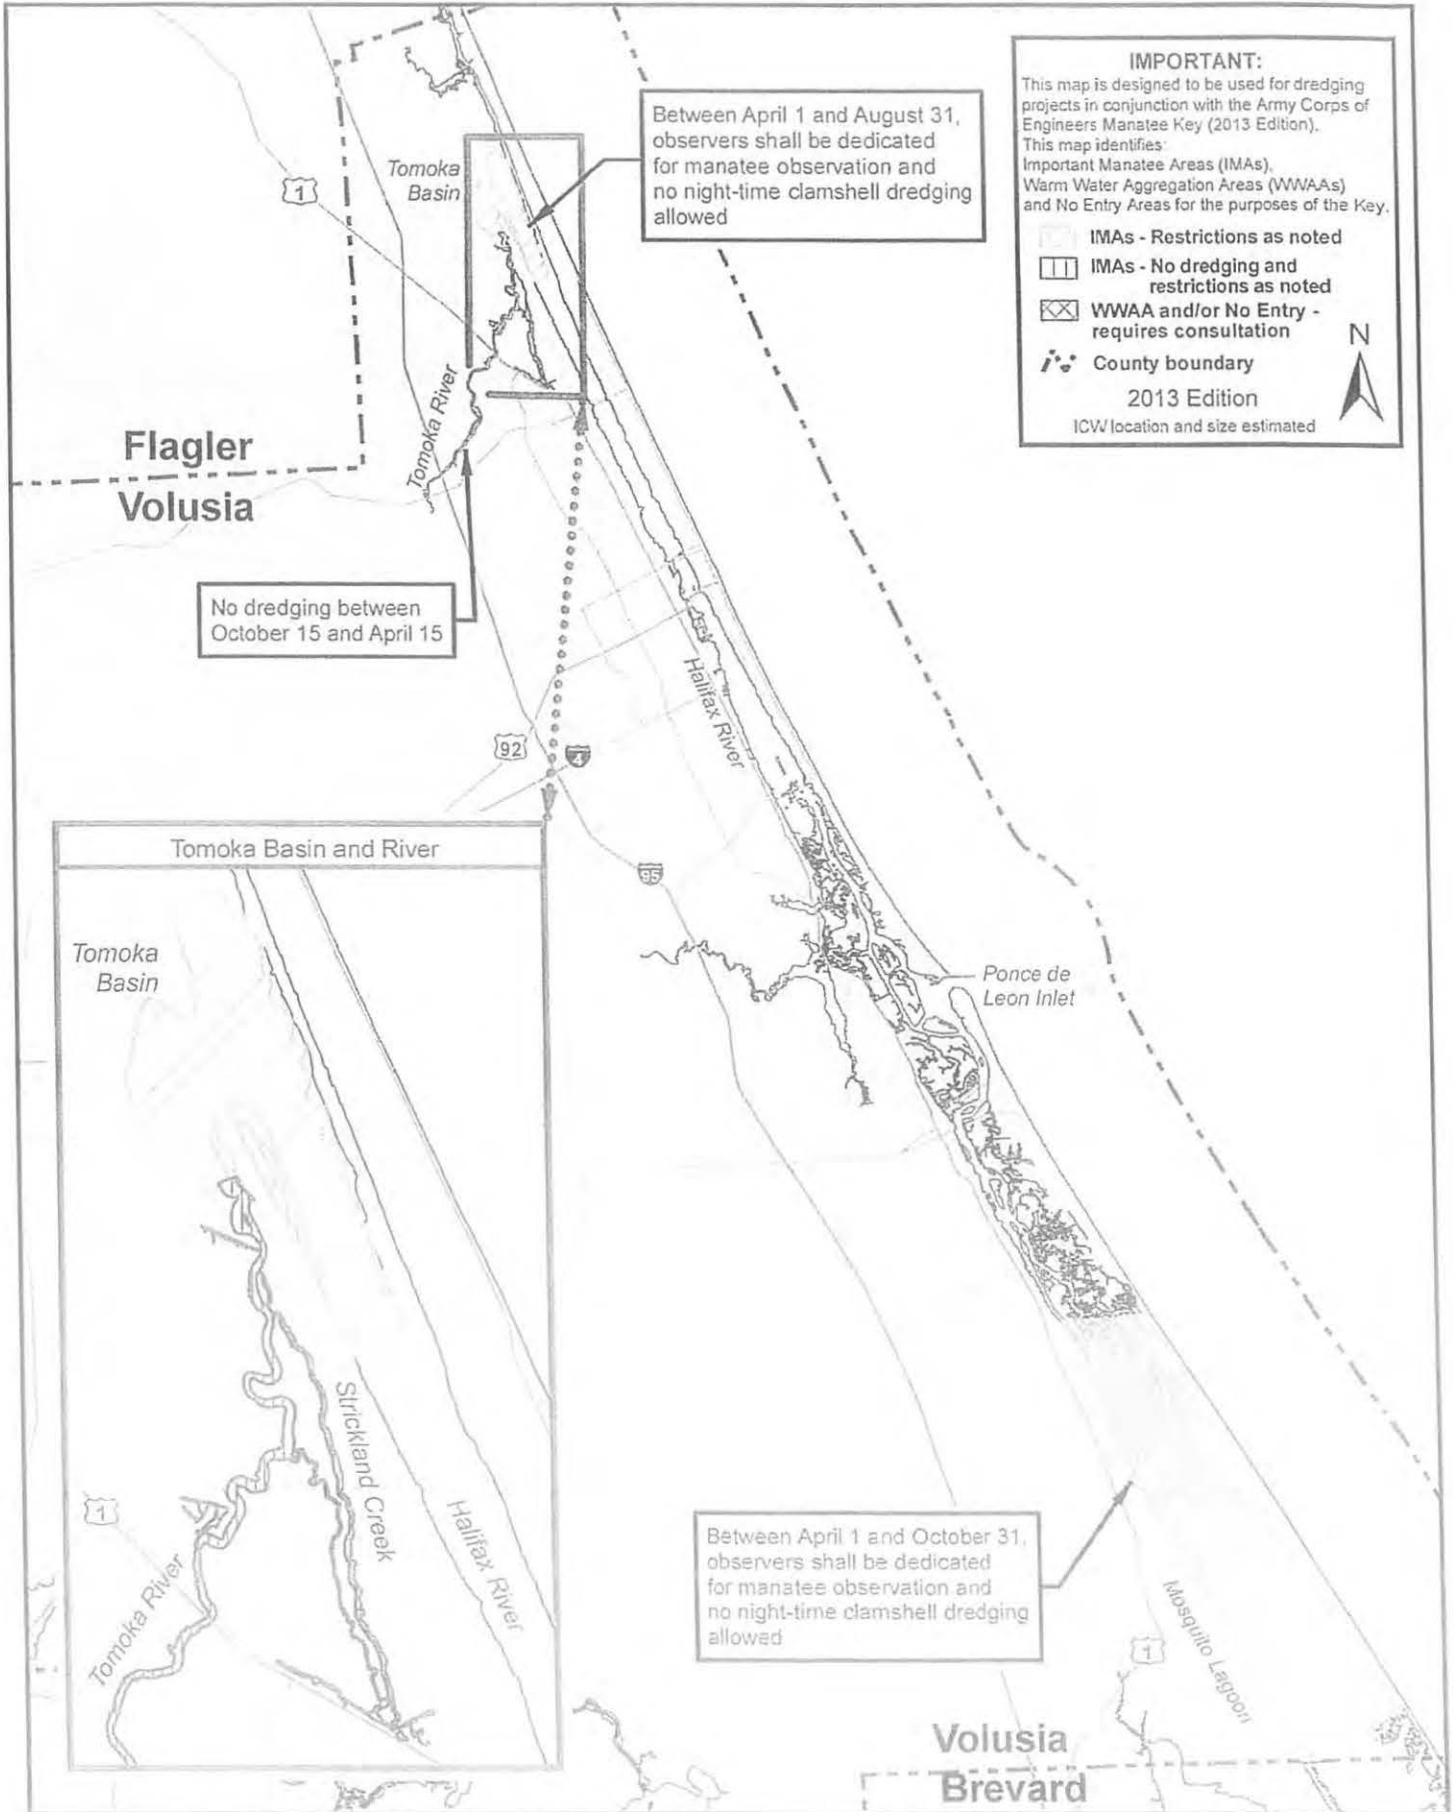 IMPORTANT:
This map is designed to be used for dredging
projects in conjunction with the Army Corps of
Engineers Manatee Key (2013 Edition).
This map identifies:
Important Manatee Areas (IMAs),
Warm Water Aggregation Areas (WWAAs)
and No Entry Areas for the purposes of the Key.
IMAs - Restrictions as noted
IMAs - No dredging and
restrictions as noted
WWAA and/or No Entry -
requires consultation
County boundary
2013 Edition
ICW location and size estimated
N
Between April 1 and August 31,
observers shall be dedicated
for manatee observation and
no night-time clamshell dredging
allowed
Tomoka
Basin
1
Tomoka River
Flagler
Volusia
No dredging between
October 15 and April 15
Halifax River
92
4
95
Ponce de
Leon Inlet
Tomoka Basin and River
Tomoka
Basin
Strickland Creek
Halifax River
1
Tomoka River
Between April 1 and October 31,
observers shall be dedicated
for manatee observation and
no night-time clamshell dredging
allowed
Mosquito Lagoon
1
Volusia
Brevard